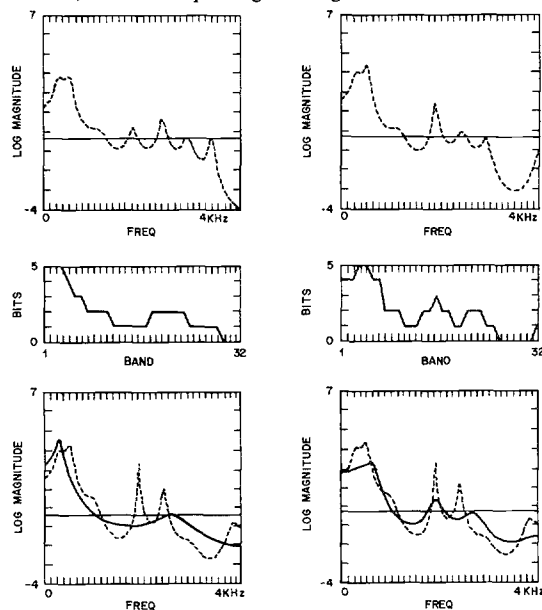 7
LOG MAGNITUDE
-4
0
4KHz
FREQ
7
LOG MAGNITUDE
-4
0
4KHz
FREQ
5
BITS
0
1
BAND
32
5
BITS
0
1
BANO
32
7
LOG MAGNITUDE
-4
0
4KHz
FREQ
7
LOG MAGNITUDE
-4
0
4KHz
FREQ